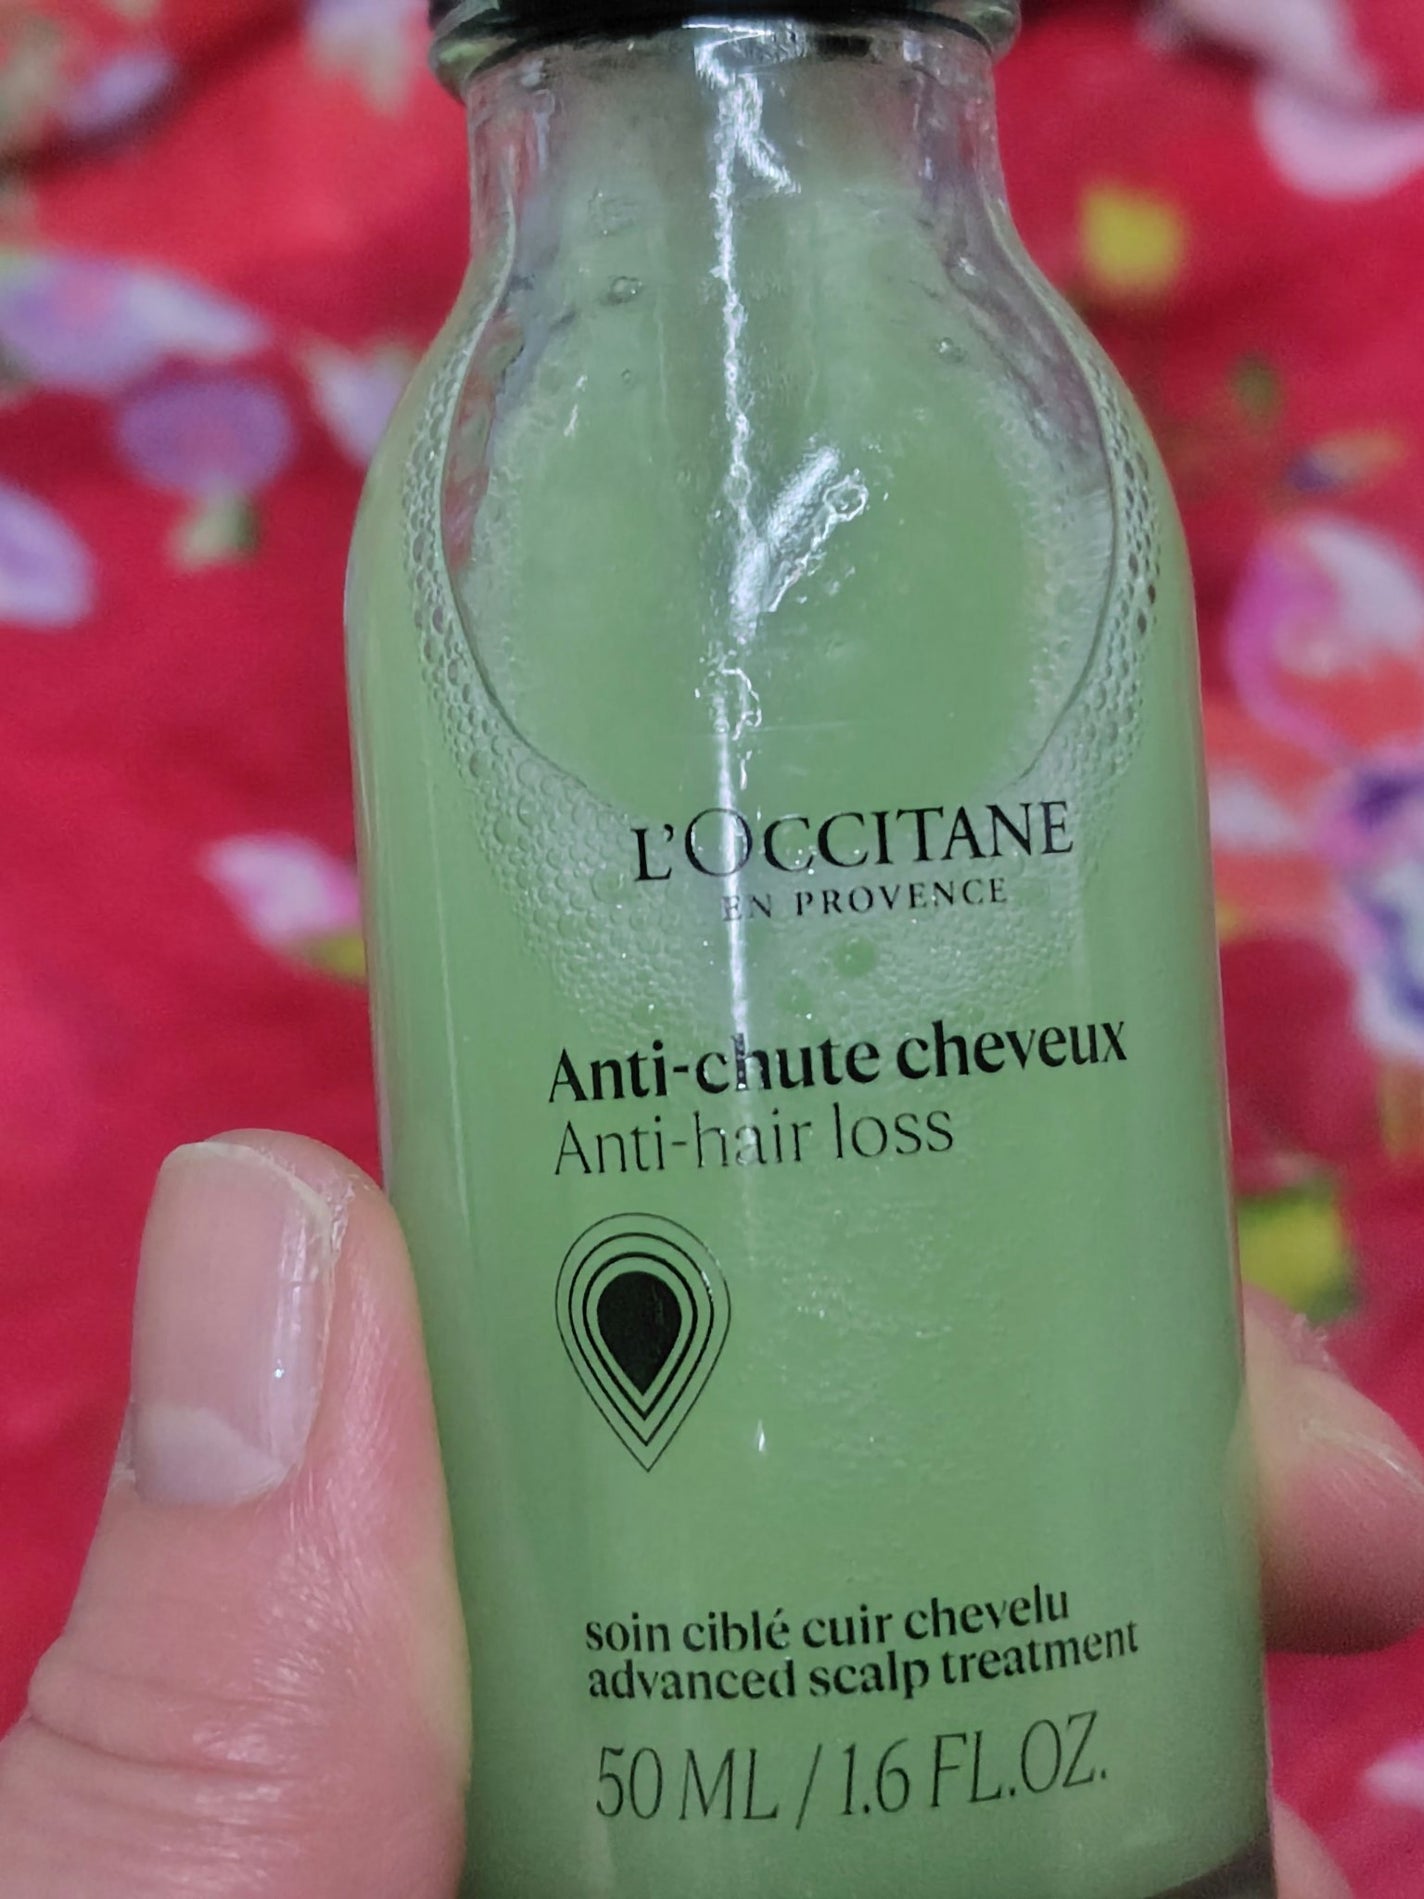 L'OCCITANE
EN PROVENCE
Anti-chute cheveux
Anti-hair loss
soin ciblé cuir chevelu
advanced scalp treatment
50 ML / 1.6 FL.OZ.